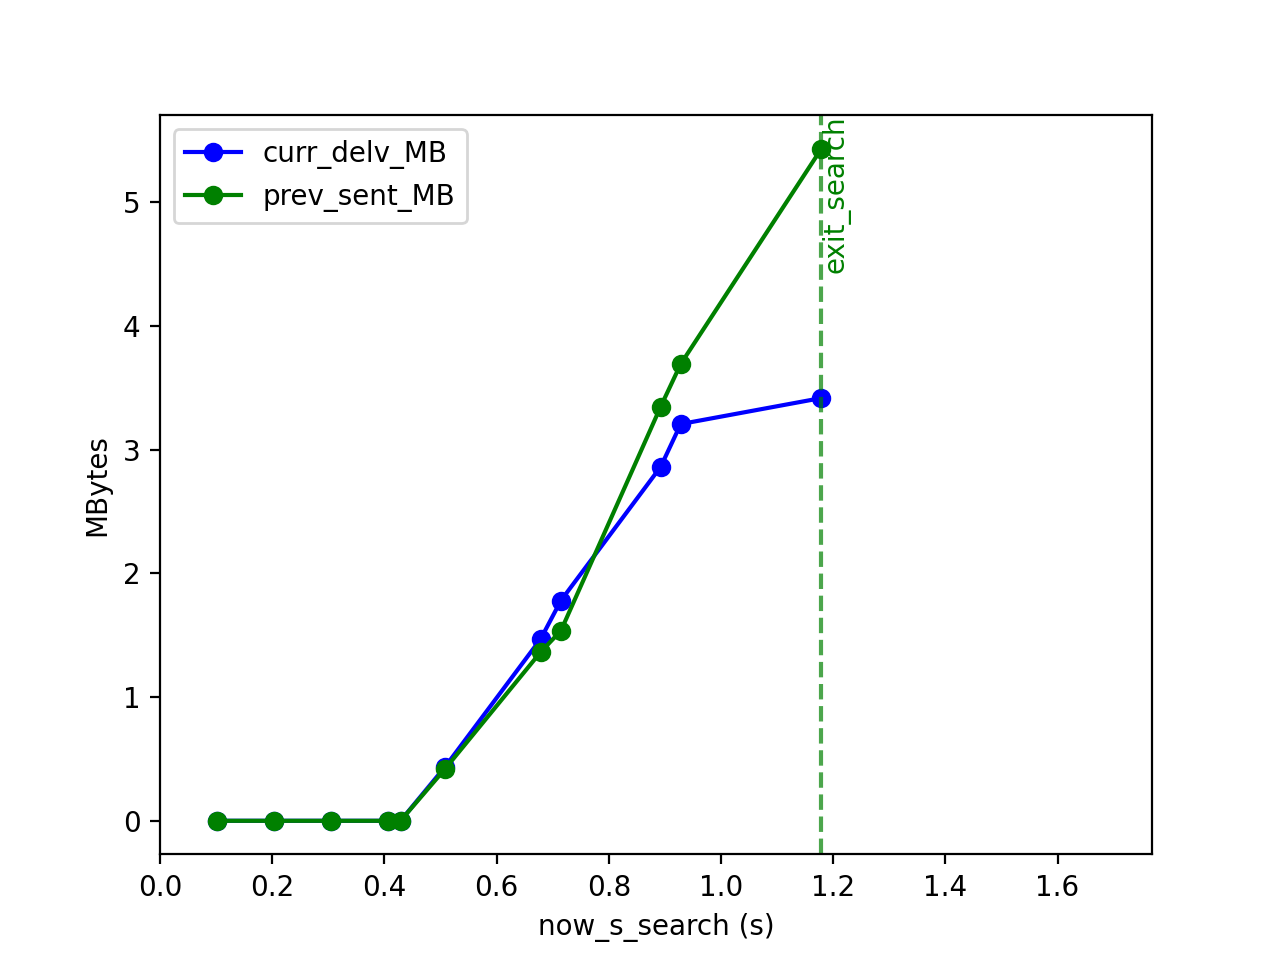 curr_delv_MB
prev_sent_MB
exit_search
MBytes
5
4
3
2
1
0
0.0 0.2 0.4 0.6 0.8 1.0 1.2 1.4 1.6
now_s_search (s)